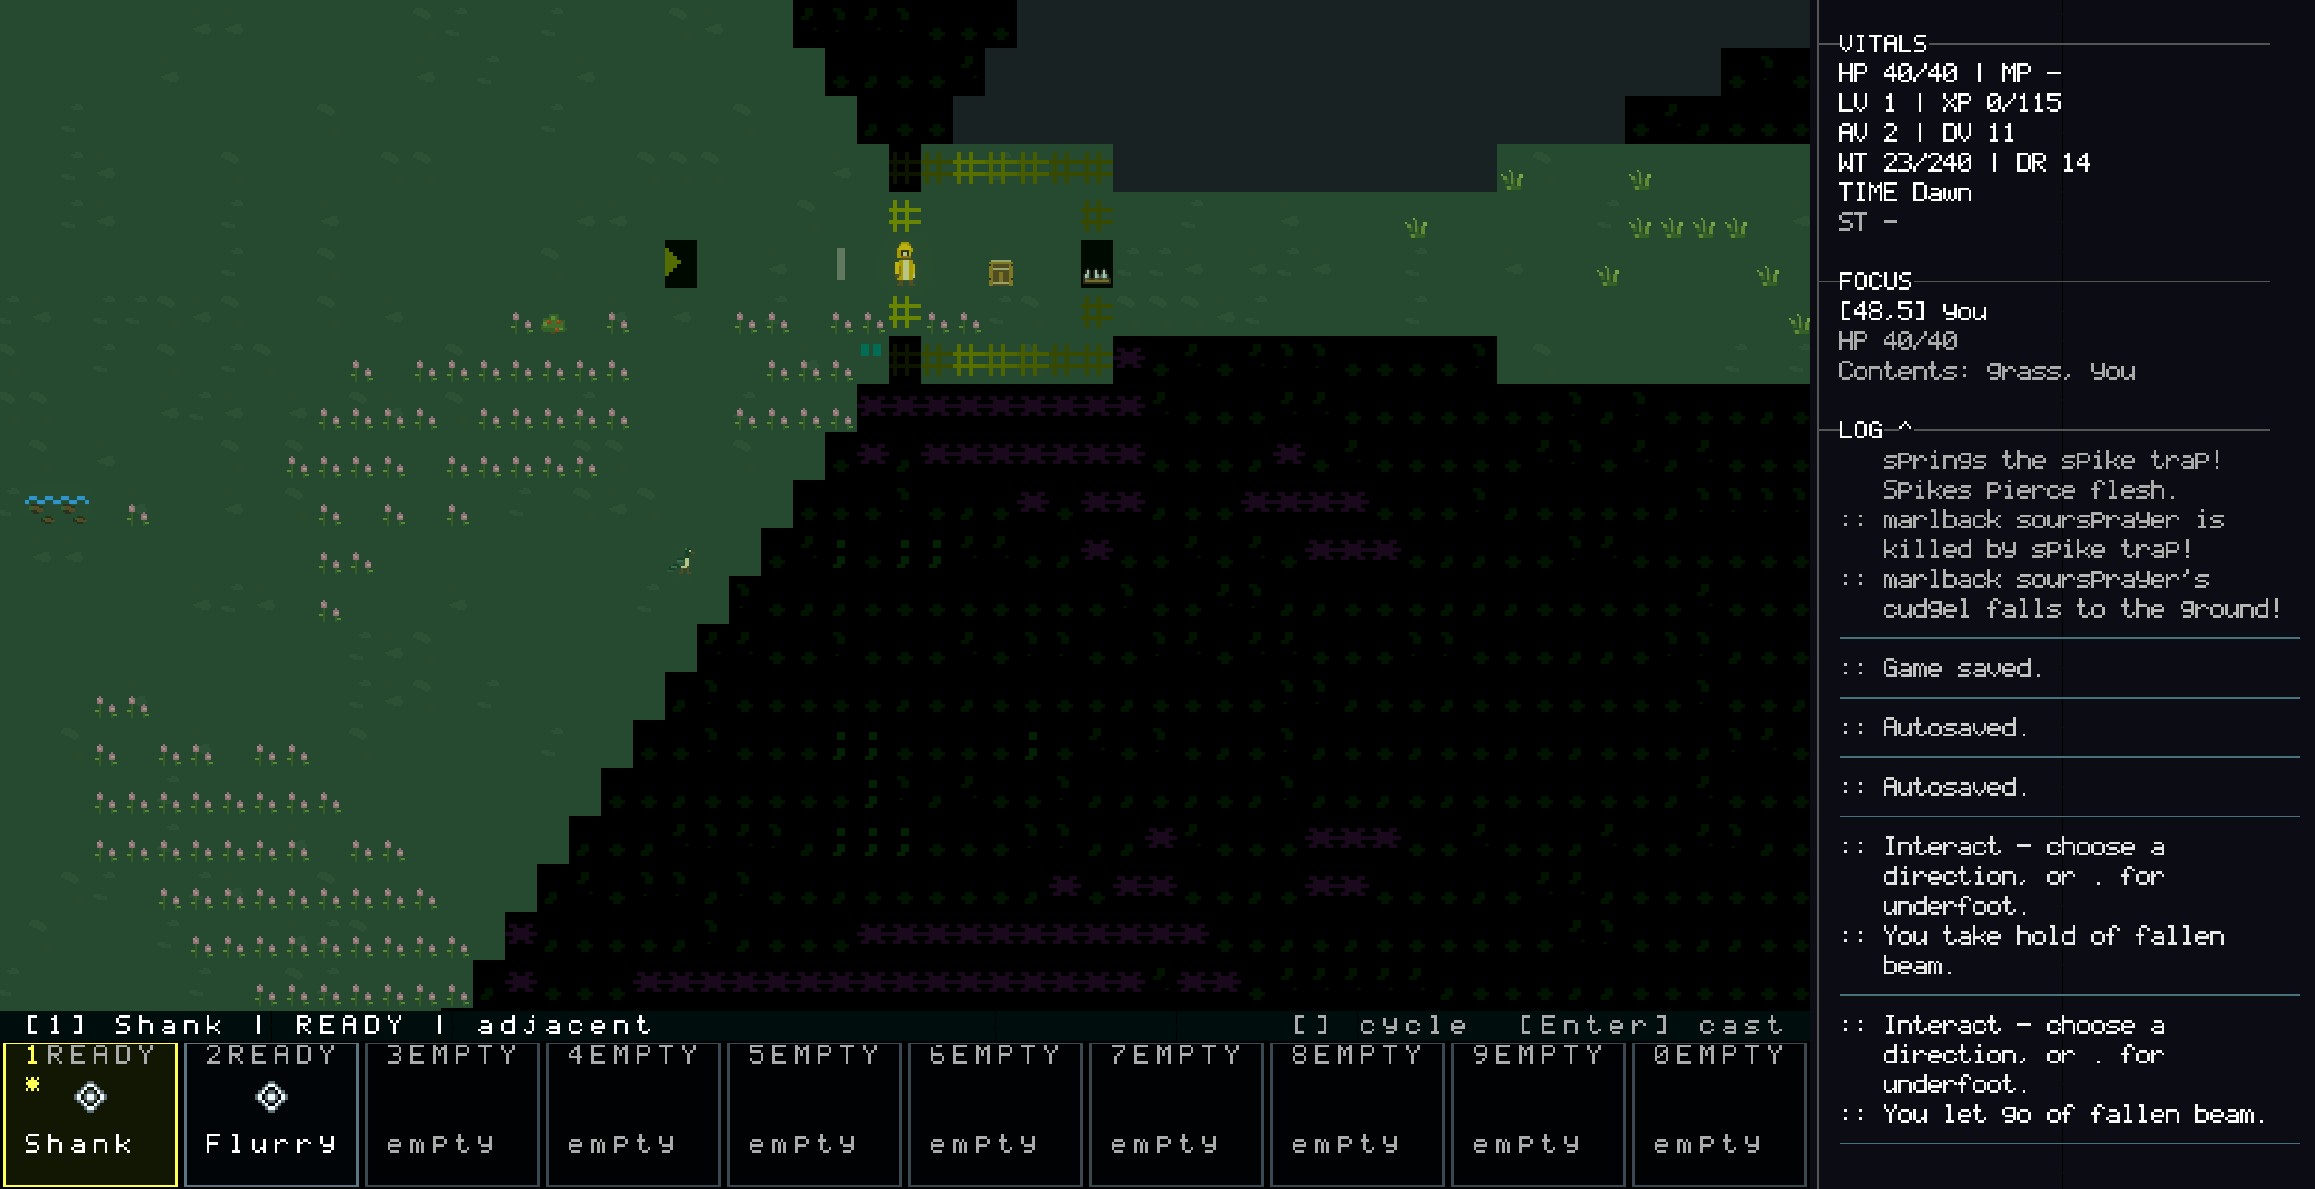 VITALS
HP 40/40 | MP -
LV 1 | XP 0/115
AV 2 | DV 11
WT 23/240 | DR 14
TIME Dawn
ST -
FOCUS
[48,5] You
HP 40/40
Contents: grass, You
LOG ^
springs the spike trap!
Spikes pierce flesh.
:: marlback soursprayer is
killed by spike trap!
:: marlback soursprayer's
cudgel falls to the ground!
:: Game saved.
:: Autosaved.
:: Autosaved.
:: Interact - choose a
direction, or . for
underfoot.
:: You take hold of fallen
beam.
:: Interact - choose a
direction, or . for
underfoot.
:: You let go of fallen beam.
[1] Shank | READY | adjacent
[] cycle [Enter] cast
1READY 2READY 3EMPTY 4EMPTY 5EMPTY 6EMPTY 7EMPTY 8EMPTY 9EMPTY 0EMPTY
Shank Flurry empty empty empty empty empty empty empty empty